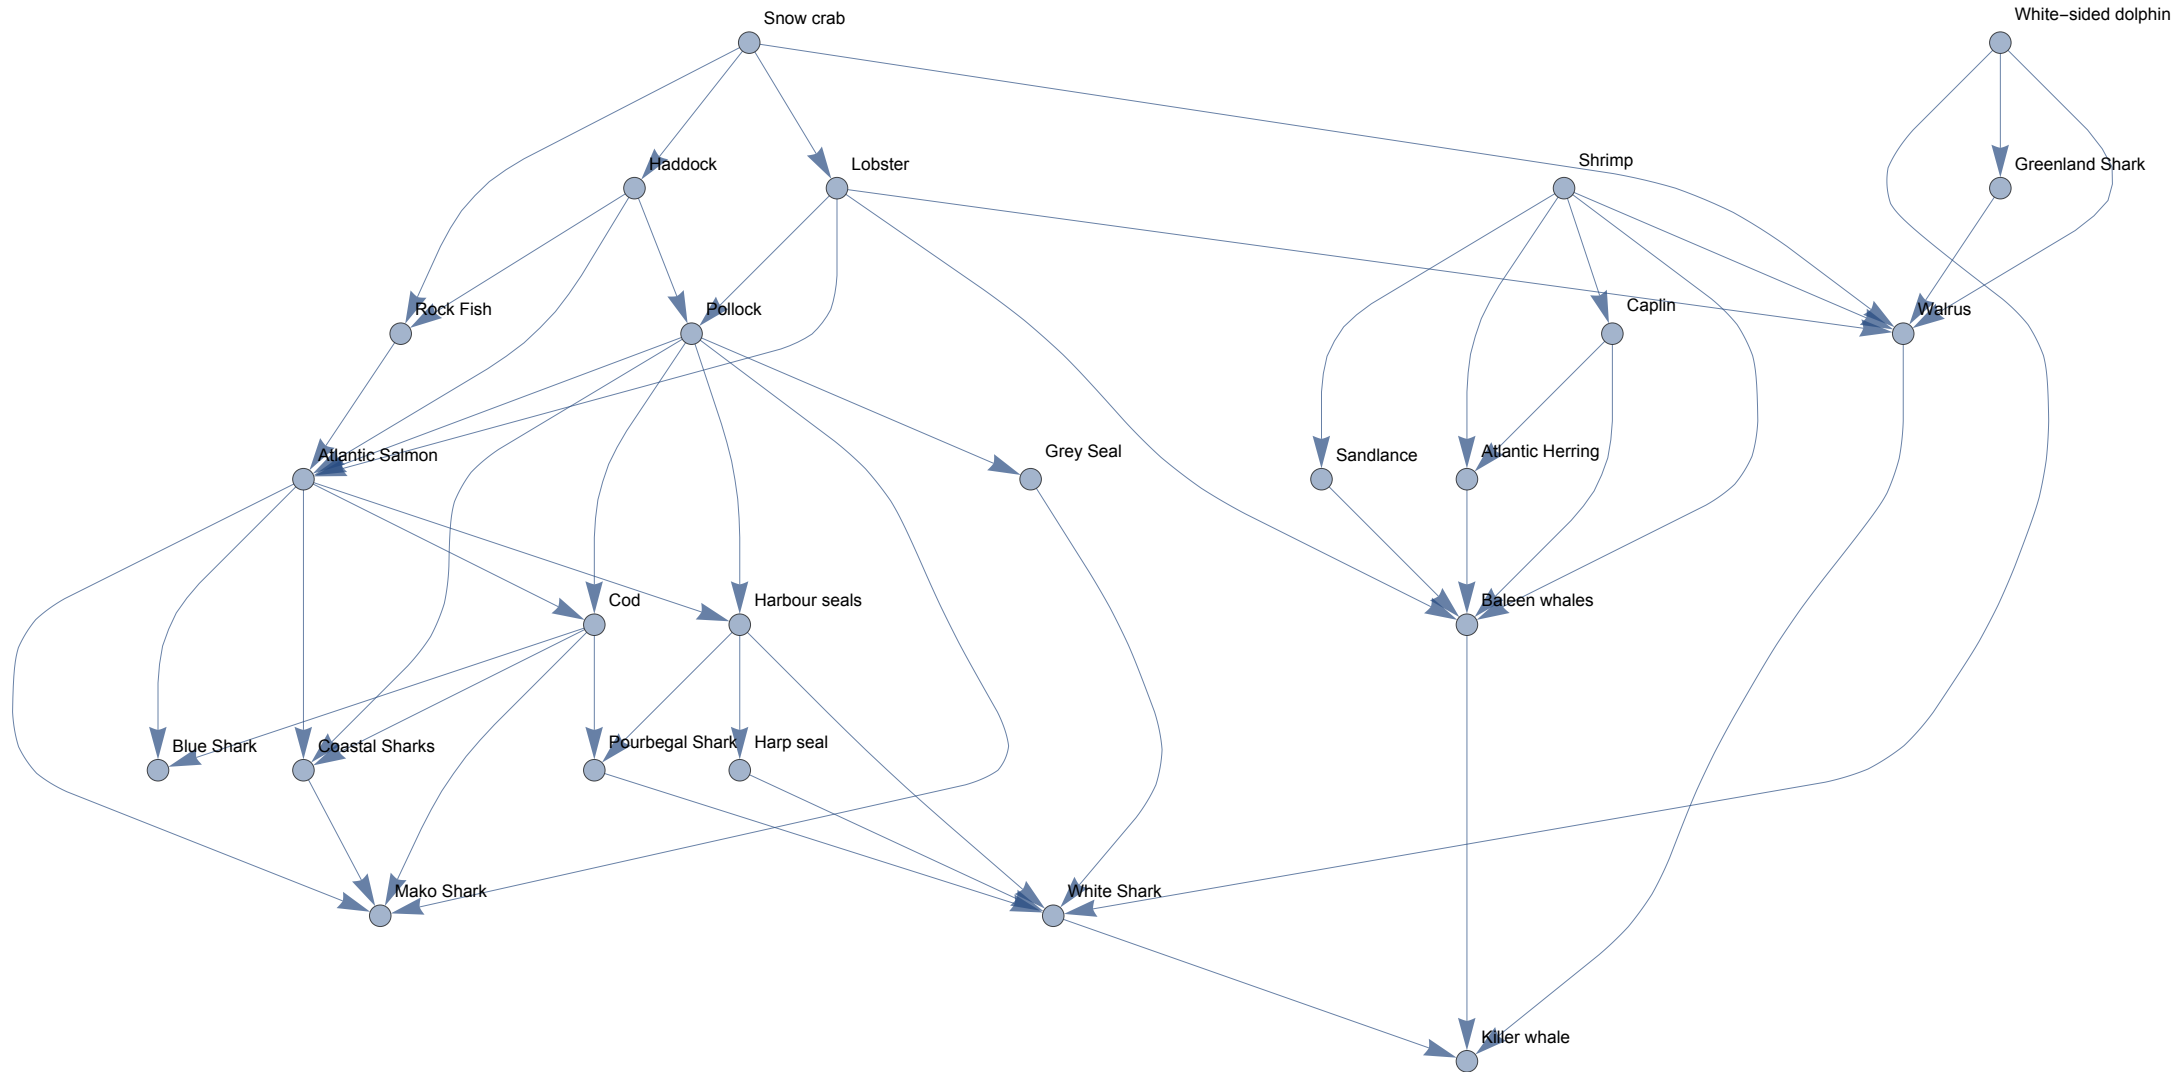 Snow crab
White−sided dolphin
Haddock
Lobster
Shrimp
Greenland Shark
Rock Fish
Pollock
Caplin
Walrus
Atlantic Salmon
Grey Seal
Sandlance
Atlantic Herring
Cod
Harbour seals
Baleen whales
Blue Shark
Coastal Sharks
Pourbegal Shark
Harp seal
Mako Shark
White Shark
Killer whale